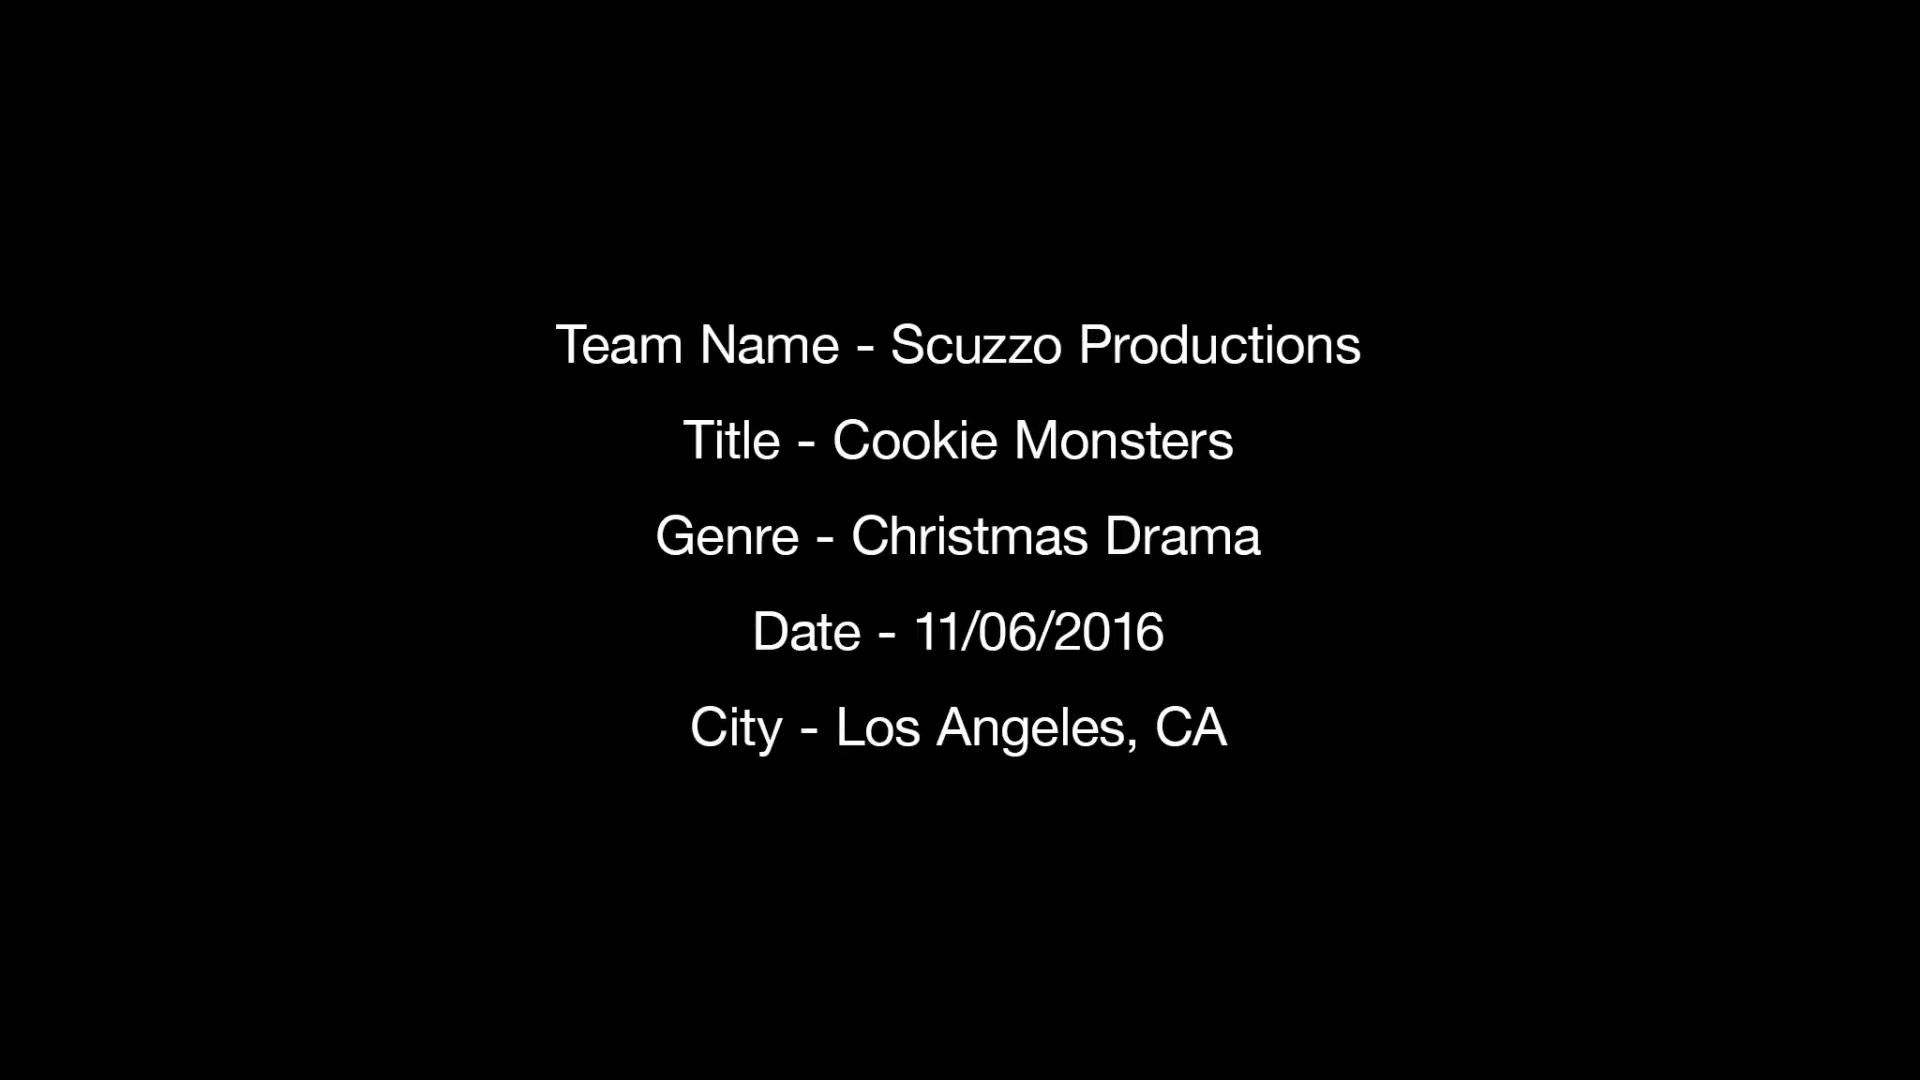 Team Name - Scuzzo Productions
Title - Cookie Monsters
Genre - Christmas Drama
Date - 11/06/2016
City - Los Angeles, CA